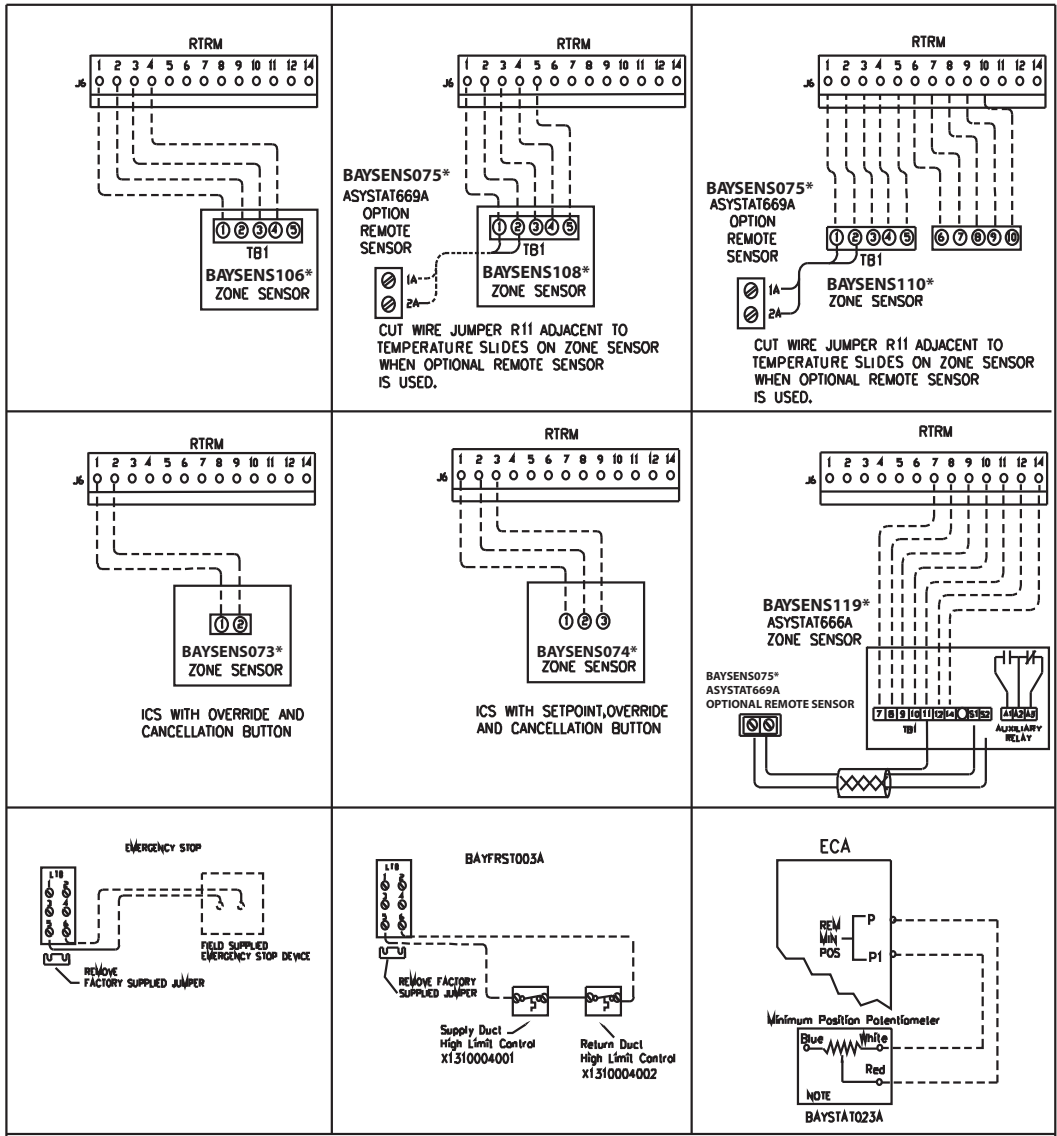 RTRM
1 2 3 4 5 6 7 8 9 10 11 12 14
J6
1 2 3 4 5
TB1
BAYSENS106*
ZONE SENSOR
RTRM
1 2 3 4 5 6 7 8 9 10 11 12 14
J6
BAYSENS075*
ASYSTAT669A
OPTION
REMOTE
SENSOR
1 2 3 4 5
TB1
1A
2A
BAYSENS108*
ZONE SENSOR
CUT WIRE JUMPER R11 ADJACENT TO
TEMPERATURE SLIDES ON ZONE SENSOR
WHEN OPTIONAL REMOTE SENSOR
IS USED.
RTRM
1 2 3 4 5 6 7 8 9 10 11 12 14
J6
BAYSENS075*
ASYSTAT669A
OPTION
REMOTE
SENSOR
1 2 3 4 5
6 7 8 9 10
TB1
1A
2A
BAYSENS110*
ZONE SENSOR
CUT WIRE JUMPER R11 ADJACENT TO
TEMPERATURE SLIDES ON ZONE SENSOR
WHEN OPTIONAL REMOTE SENSOR
IS USED.
RTRM
1 2 3 4 5 6 7 8 9 10 11 12 14
J6
1 2
BAYSENS073*
ZONE SENSOR
ICS WITH OVERRIDE AND
CANCELLATION BUTTON
RTRM
1 2 3 4 5 6 7 8 9 10 11 12 14
J6
1 2 3
BAYSENS074*
ZONE SENSOR
ICS WITH SETPOINT,OVERRIDE
AND CANCELLATION BUTTON
RTRM
1 2 3 4 5 6 7 8 9 10 11 12 14
J6
BAYSENS119*
ASYSTAT666A
ZONE SENSOR
BAYSENS075*
ASYSTAT669A
OPTIONAL REMOTE SENSOR
7 8 9 10 11 12 14 S1 S2
TB1
A1 A2 A3
AUXILIARY
RELAY
EMERGENCY STOP
LTB
1 2
3 4
5 6
FIELD SUPPLIED
EMERGENCY STOP DEVICE
REMOVE
FACTORY SUPPLIED JUMPER
BAYFRST003A
LTB
1 2
3 4
5 6
REMOVE FACTORY
SUPPLIED JUMPER
Supply Duct
High Limit Control
X1310004001
Return Duct
High Limit Control
X1310004002
ECA
REM
MIN
POS
P
P1
Minimum Position Potentiometer
Blue
White
Red
NOTE
BAYSTAT023A